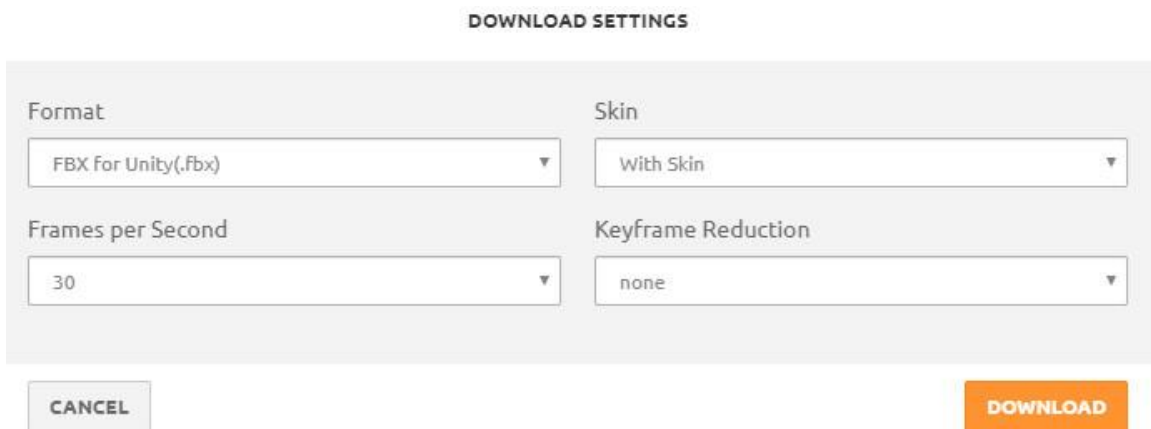 DOWNLOAD SETTINGS
Format
Skin
FBX for Unity(.fbx)
With Skin
Frames per Second
Keyframe Reduction
30
none
CANCEL
DOWNLOAD